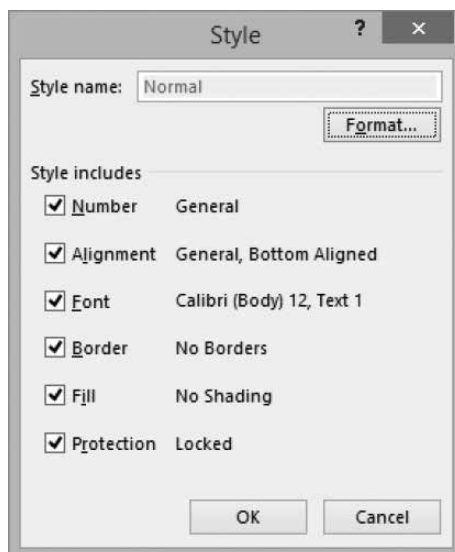 Style ? ×
Style name: Normal
Format...
Style includes
Number General
Alignment General, Bottom Aligned
Font Calibri (Body) 12, Text 1
Border No Borders
Fill No Shading
Protection Locked
OK Cancel